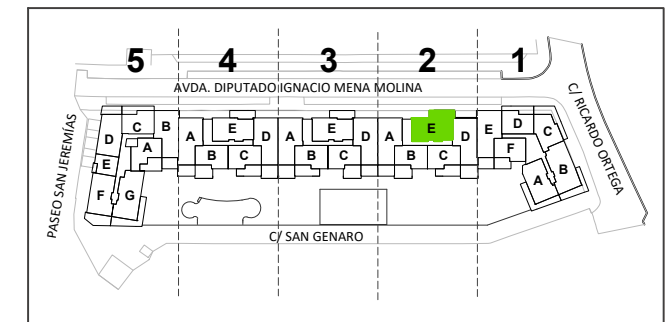 5 4 3 2 1
AVDA. DIPUTADO IGNACIO MENA MOLINA
C/ RICARDO ORTEGA
PASEO SAN JEREMÍAS
D C B A E F G
A E D B C
A E D B C
A E D B C
E D C F A B
C/ SAN GENARO